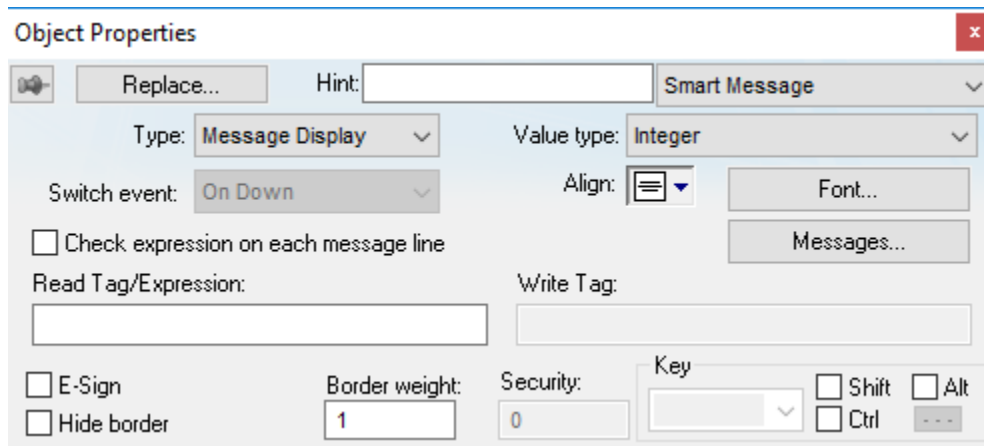 Object Properties
x
Replace... Hint: Smart Message
Type: Message Display Value type: Integer
Switch event: On Down Align: Font...
Check expression on each message line Messages...
Read Tag/Expression: Write Tag:
E-Sign Border weight: Security: Key Shift Alt
Hide border 1 0 Ctrl ---